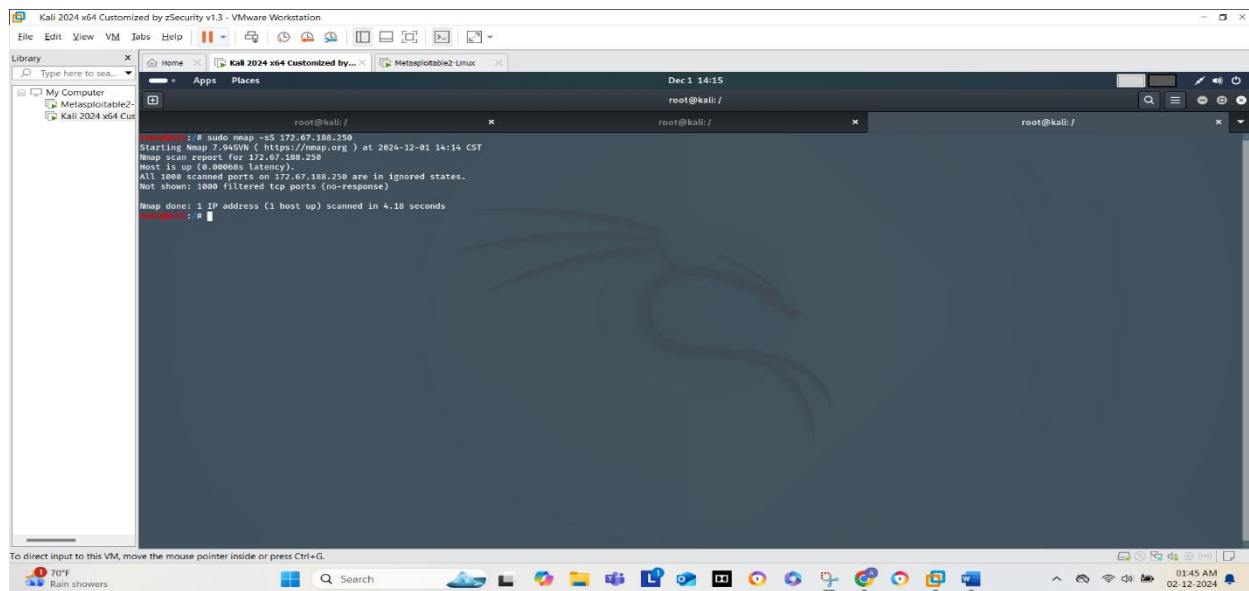 Kali 2024 x64 Customized by zSecurity v1.3 - VMware Workstation
File Edit View VM Tabs Help
Library
Type here to sea...
My Computer
Metasploitable2-
Kali 2024 x64 Cus
Home Kali 2024 x64 Customized by... Metasploitable2-Linux
Apps Places Dec 1 14:15
root@kali: /
root@kali: / root@kali: / root@kali: /
root@kali:/# sudo nmap -sS 172.67.188.250
Starting Nmap 7.94SVN ( https://nmap.org ) at 2024-12-01 14:14 CST
Nmap scan report for 172.67.188.250
Host is up (0.00068s latency).
All 1000 scanned ports on 172.67.188.250 are in ignored states.
Not shown: 1000 filtered tcp ports (no-response)
Nmap done: 1 IP address (1 host up) scanned in 4.18 seconds
root@kali:/#
To direct input to this VM, move the mouse pointer inside or press Ctrl+G.
70°F
Rain showers
Search
01:45 AM
02-12-2024